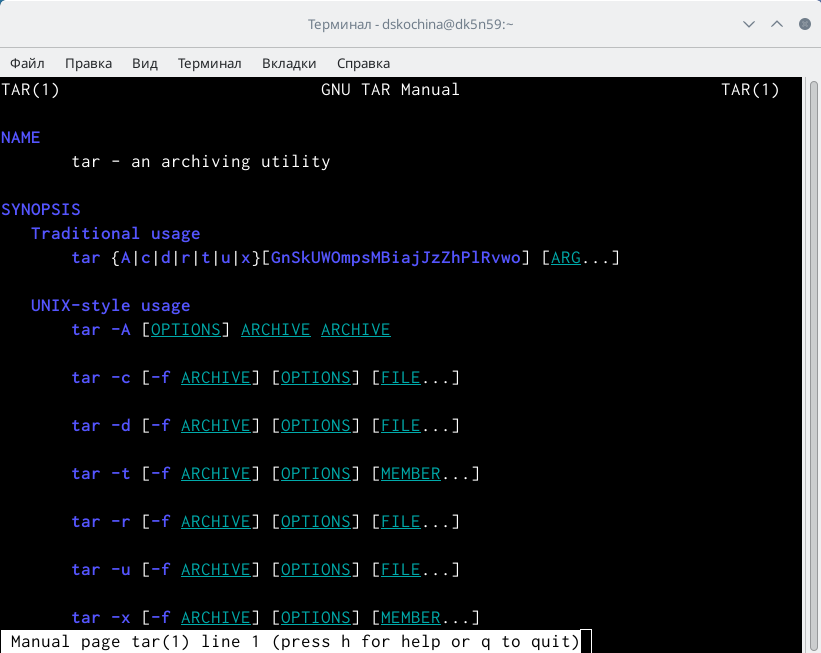 Терминал - dskochina@dk5n59:~
Файл Правка Вид Терминал Вкладки Справка
TAR(1) GNU TAR Manual TAR(1)
NAME
tar - an archiving utility
SYNOPSIS
Traditional usage
tar {A|c|d|r|t|u|x}[GnSkUWOmpsMBiajJzZhPlRvwo] [ARG...]
UNIX-style usage
tar -A [OPTIONS] ARCHIVE ARCHIVE
tar -c [-f ARCHIVE] [OPTIONS] [FILE...]
tar -d [-f ARCHIVE] [OPTIONS] [FILE...]
tar -t [-f ARCHIVE] [OPTIONS] [MEMBER...]
tar -r [-f ARCHIVE] [OPTIONS] [FILE...]
tar -u [-f ARCHIVE] [OPTIONS] [FILE...]
tar -x [-f ARCHIVE] [OPTIONS] [MEMBER...]
Manual page tar(1) line 1 (press h for help or q to quit)